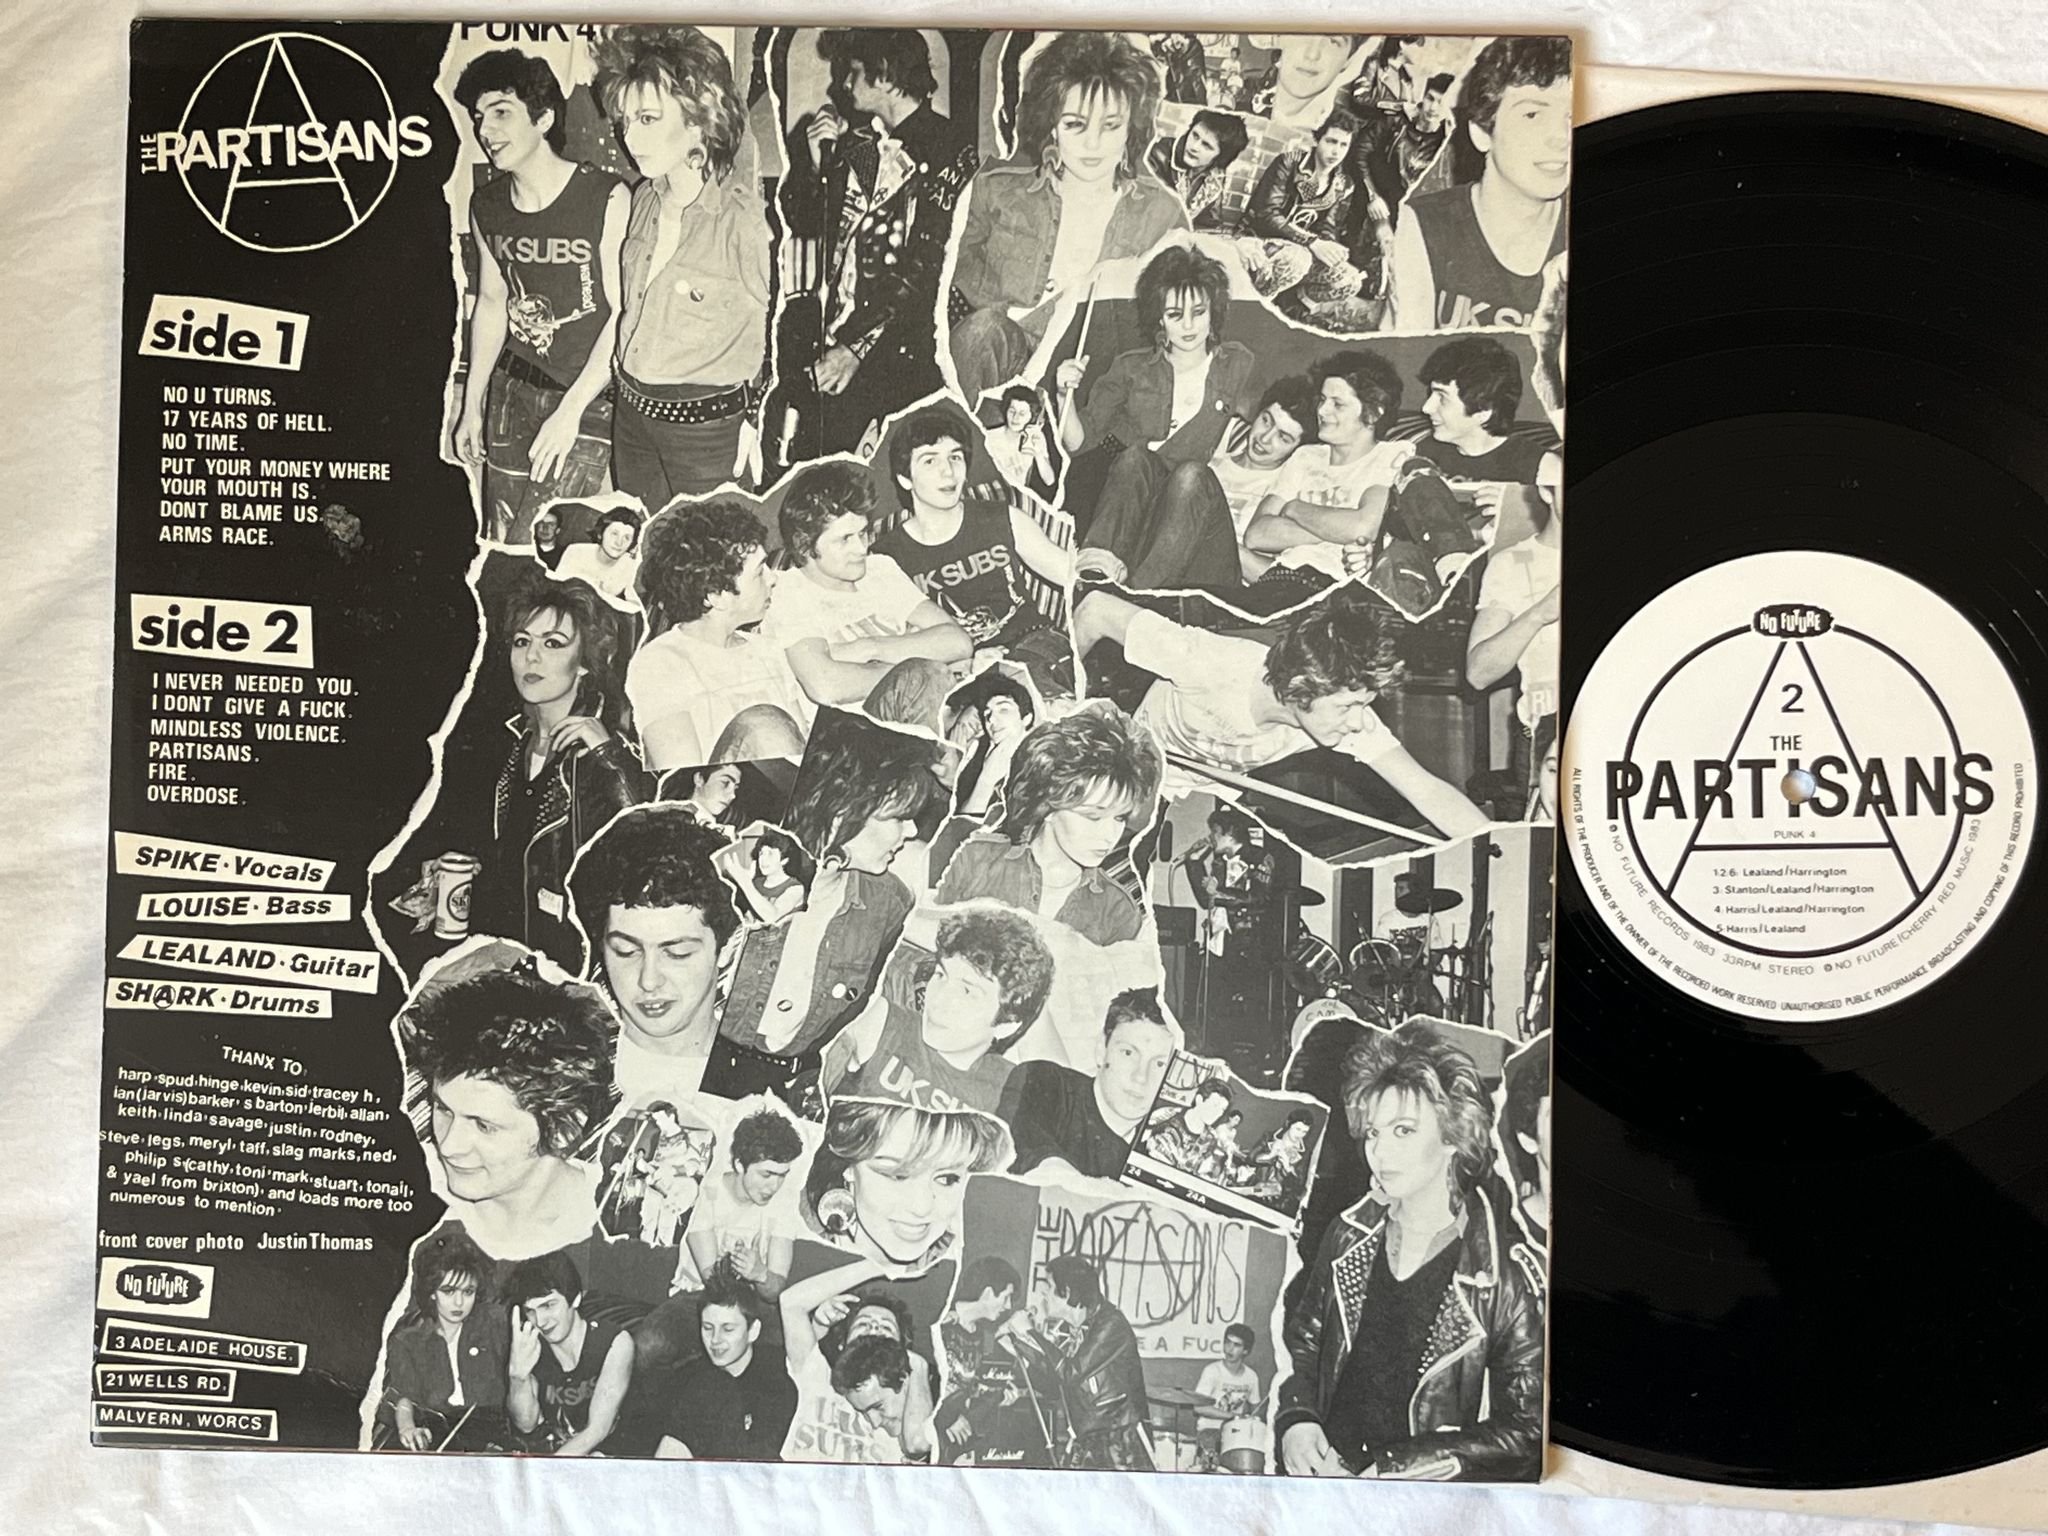 PUNK 4
THE
PARTISANS
side 1
NO U TURNS.
17 YEARS OF HELL.
NO TIME.
PUT YOUR MONEY WHERE
YOUR MOUTH IS.
DONT BLAME US.
ARMS RACE.
side 2
I NEVER NEEDED YOU.
I DONT GIVE A FUCK.
MINDLESS VIOLENCE.
PARTISANS.
FIRE.
OVERDOSE.
SPIKE·Vocals
LOUISE·Bass
LEALAND·Guitar
SHARK·Drums
THANX TO,
harp·spud·hinge·kevin·sid·tracey h,
ian(jarvis)barker·s barton·jerbil·allan,
keith·linda·savage·justin·rodney,
steve·legs, meryl·taff, slag marks, ned,
philip s·(cathy·toni·mark·stuart, tonail,
& yael from brixton), and loads more too
numerous to mention·
front cover photo Justin Thomas
NO FUTURE
3 ADELAIDE HOUSE,
21 WELLS RD,
MALVERN, WORCS.
UK SUBS
warhead
UK SUBS
UK SUBS
24
24A
THE PARTISANS
E A FUC
Marshall
NO FUTURE
2
THE
PARTISANS
PUNK 4
1.2.6: Lealand/Harrington
3: Stanton/Lealand/Harrington
4: Harris/Lealand/Harrington
5: Harris/Lealand
℗ NO FUTURE RECORDS 1983 33RPM STEREO © NO FUTURE/CHERRY RED MUSIC 1983
ALL RIGHTS OF THE PRODUCER AND OF THE OWNER OF THE RECORDED WORK RESERVED UNAUTHORISED PUBLIC PERFORMANCE BROADCASTING AND COPYING OF THIS RECORD PROHIBITED